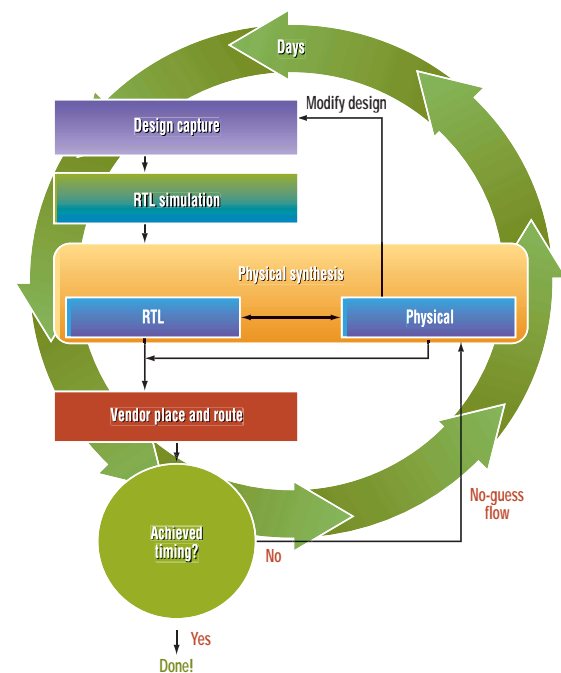 Days
Modify design
Design capture
RTL simulation
Physical synthesis
RTL
Physical
Vendor place and route
No-guess
flow
Achieved
timing?
No
Yes
Done!